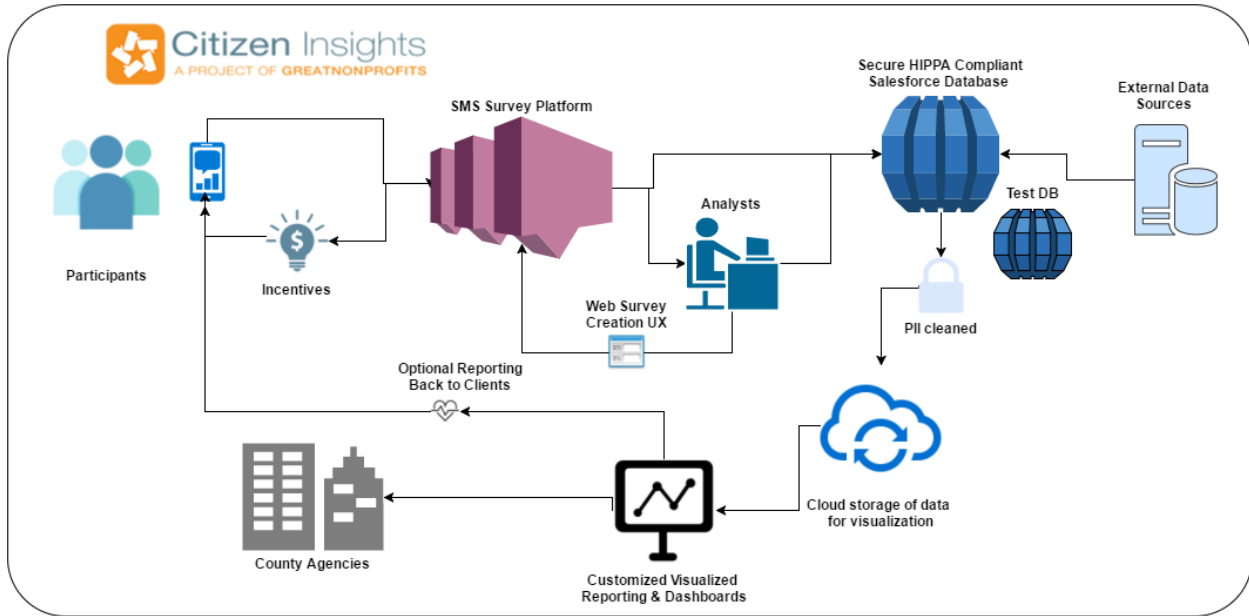 Citizen Insights
A PROJECT OF GREATNONPROFITS
Secure HIPPA Compliant
Salesforce Database
External Data
Sources
SMS Survey Platform
Participants
Incentives
Analysts
Test DB
Web Survey
Creation UX
PII cleaned
Optional Reporting
Back to Clients
County Agencies
Customized Visualized
Reporting & Dashboards
Cloud storage of data
for visualization